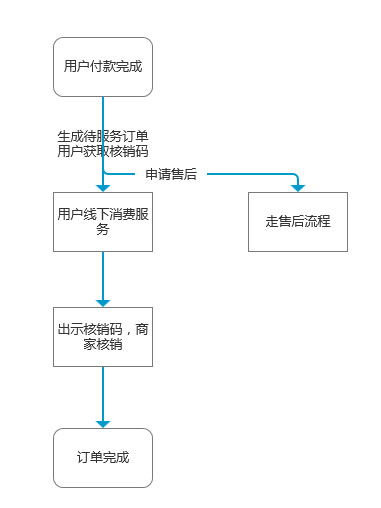 用户付款完成
生成待服务订单
用户获取核销码
申请售后
用户线下消费服
务
走售后流程
出示核销码，商
家核销
订单完成